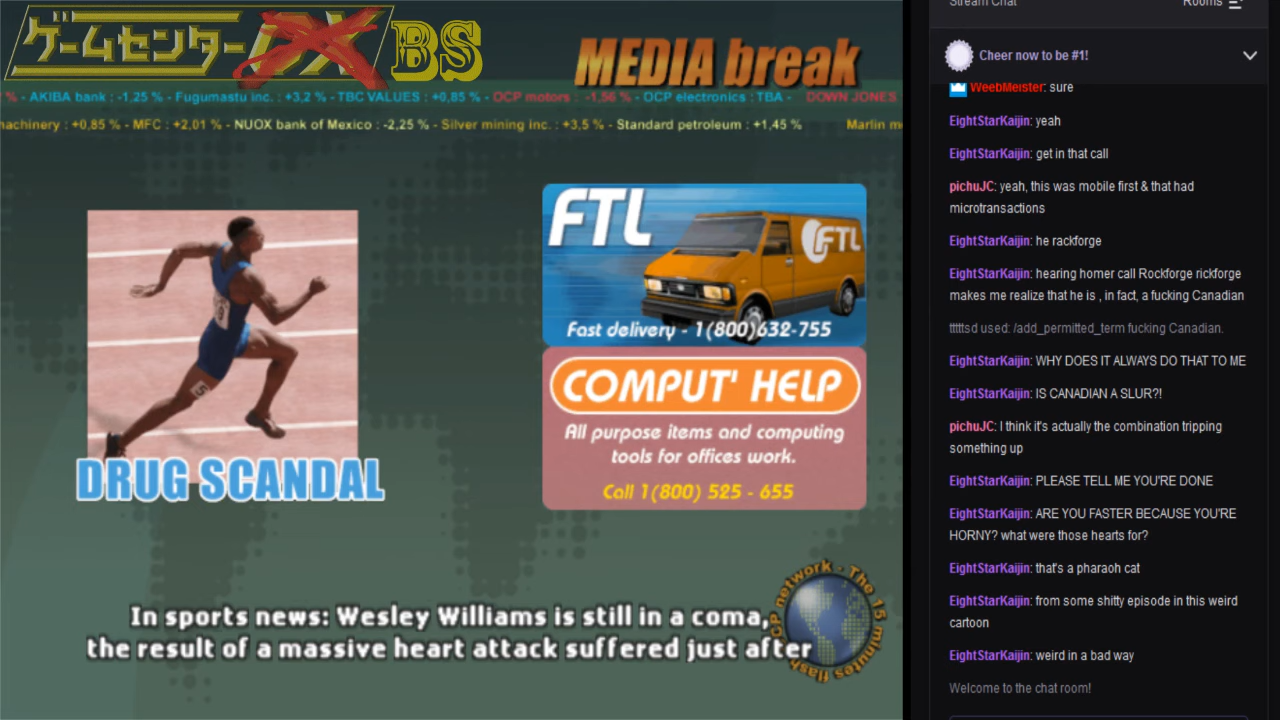 ゲームセンターDX BS
MEDIA break
% - AKIBA bank : -1,25 % - Fugumastu inc. : +3,2 % - TBC VALUES : +0,85 % - OCP motors : -1,56 % - OCP electronics : TBA - DOWN JONES
machinery : +0,85 % - MFC : +2,01 % - NUOX bank of Mexico : -2,25 % - Silver mining inc. : +3,5 % - Standard petroleum : +1,45 % Marlin m
FTL
FTL
Fast delivery - 1(800)632-755
COMPUT' HELP
All purpose items and computing
tools for offices work.
Call 1(800) 525 - 655
15
DRUG SCANDAL
In sports news: Wesley Williams is still in a coma,
the result of a massive heart attack suffered just after
OCP network - The 15 minutes flash
Stream Chat
Rooms
Cheer now to be #1!
WeebMeister: sure
EightStarKaijin: yeah
EightStarKaijin: get in that call
pichuJC: yeah, this was mobile first & that had
microtransactions
EightStarKaijin: he rackforge
EightStarKaijin: hearing homer call Rockforge rickforge
makes me realize that he is , in fact, a fucking Canadian
ttttttsd used: /add_permitted_term fucking Canadian.
EightStarKaijin: WHY DOES IT ALWAYS DO THAT TO ME
EightStarKaijin: IS CANADIAN A SLUR?!
pichuJC: I think it's actually the combination tripping
something up
EightStarKaijin: PLEASE TELL ME YOU'RE DONE
EightStarKaijin: ARE YOU FASTER BECAUSE YOU'RE
HORNY? what were those hearts for?
EightStarKaijin: that's a pharaoh cat
EightStarKaijin: from some shitty episode in this weird
cartoon
EightStarKaijin: weird in a bad way
Welcome to the chat room!